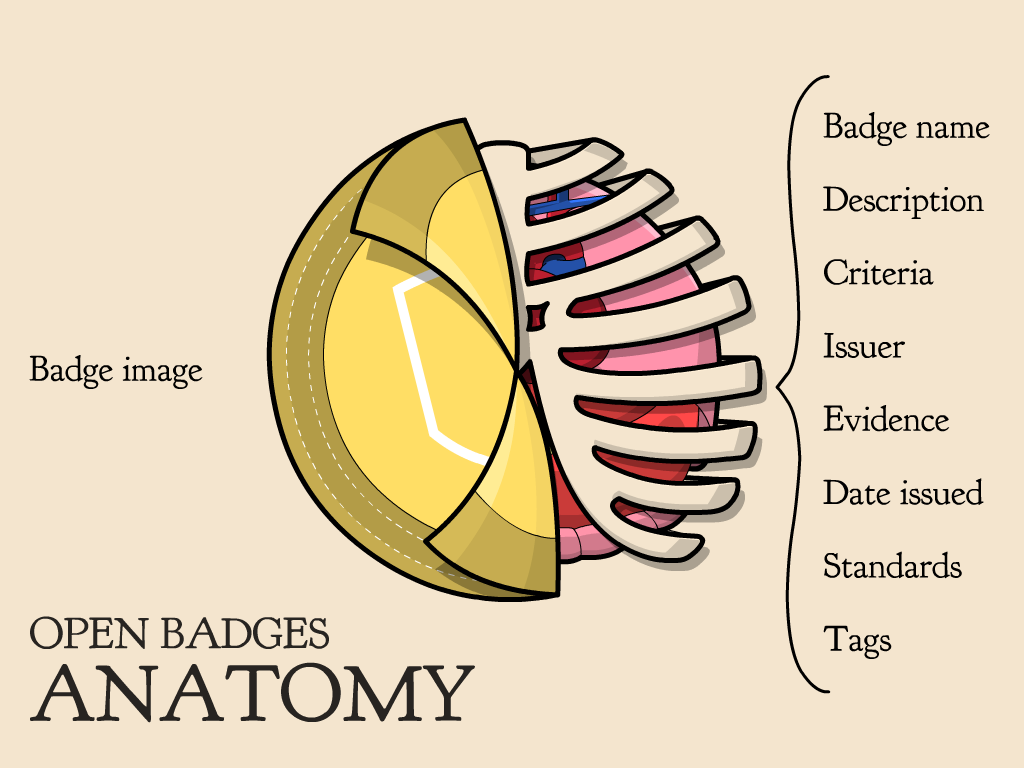 Badge name
Description
Criteria
Issuer
Evidence
Date issued
Standards
Tags
Badge image
OPEN BADGES
ANATOMY